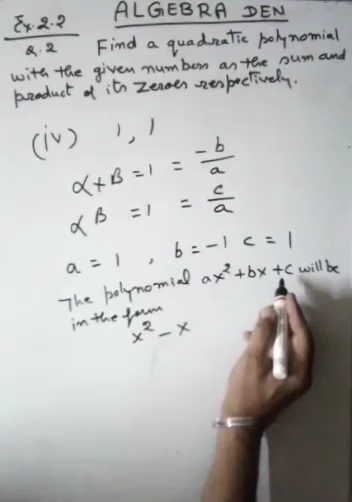 Ex. 2.2
ALGEBRA DEN
Q. 2 Find a quadratic polynomial
with the given numbers as the sum and
product of its zeroes respectively.
(iv) 1, 1
α+β = 1 = -b/a
αβ = 1 = c/a
a = 1, b = -1 c = 1
The polynomial ax² + bx + c will be
in the form
x² - x